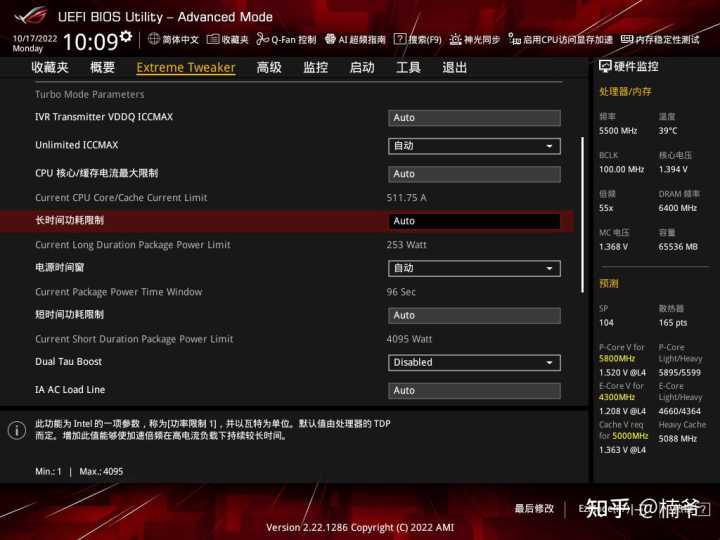 UEFI BIOS Utility – Advanced Mode
10/17/2022
Monday
10:09
简体中文
收藏夹
Q-Fan 控制
AI 超频指南
搜索(F9)
神光同步
启用CPU访问显存加速
内存稳定性测试
收藏夹 概要 Extreme Tweaker 高级 监控 启动 工具 退出
Turbo Mode Parameters
IVR Transmitter VDDQ ICCMAX Auto
Unlimited ICCMAX 自动
CPU 核心/缓存电流最大限制 Auto
Current CPU Core/Cache Current Limit 511.75 A
长时间功耗限制 Auto
Current Long Duration Package Power Limit 253 Watt
电源时间窗 自动
Current Package Power Time Window 96 Sec
短时间功耗限制 Auto
Current Short Duration Package Power Limit 4095 Watt
Dual Tau Boost Disabled
IA AC Load Line Auto
此功能为 Intel 的一项参数，称为[功率限制 1]，并以瓦特为单位。默认值由处理器的 TDP
而定。增加此值能够使加速倍频在高电流负载下持续较长时间。
Min.: 1 | Max.: 4095
硬件监控
处理器/内存
频率 温度
5500 MHz 39°C
BCLK 核心电压
100.00 MHz 1.394 V
倍频 DRAM 频率
55x 6400 MHz
MC 电压 容量
1.368 V 65536 MB
预测
SP 散热器
104 165 pts
P-Core V for P-Core
5800MHz Light/Heavy
1.520 V @L4 5895/5599
E-Core V for E-Core
4300MHz Light/Heavy
1.208 V @L4 4660/4364
Cache V req Heavy Cache
for 5000MHz 5088 MHz
1.363 V @L4
最后修改
知乎 @楠爷
Version 2.22.1286 Copyright (C) 2022 AMI